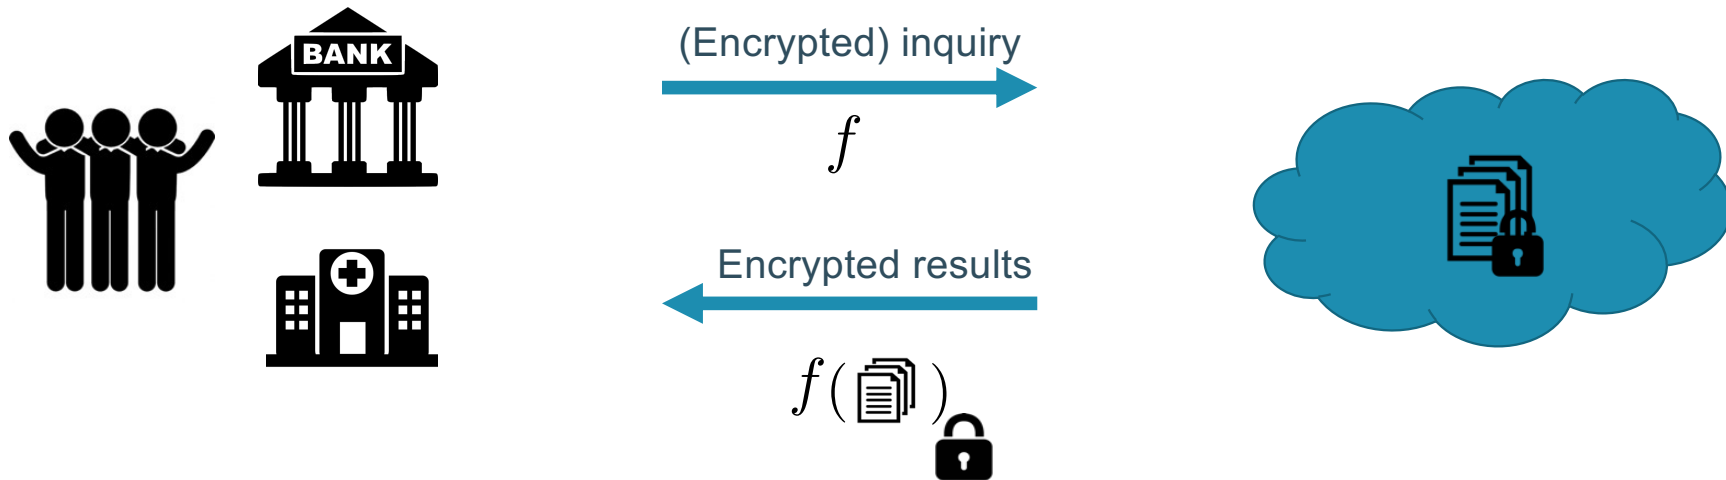 BANK
(Encrypted) inquiry
f
Encrypted results
f( )